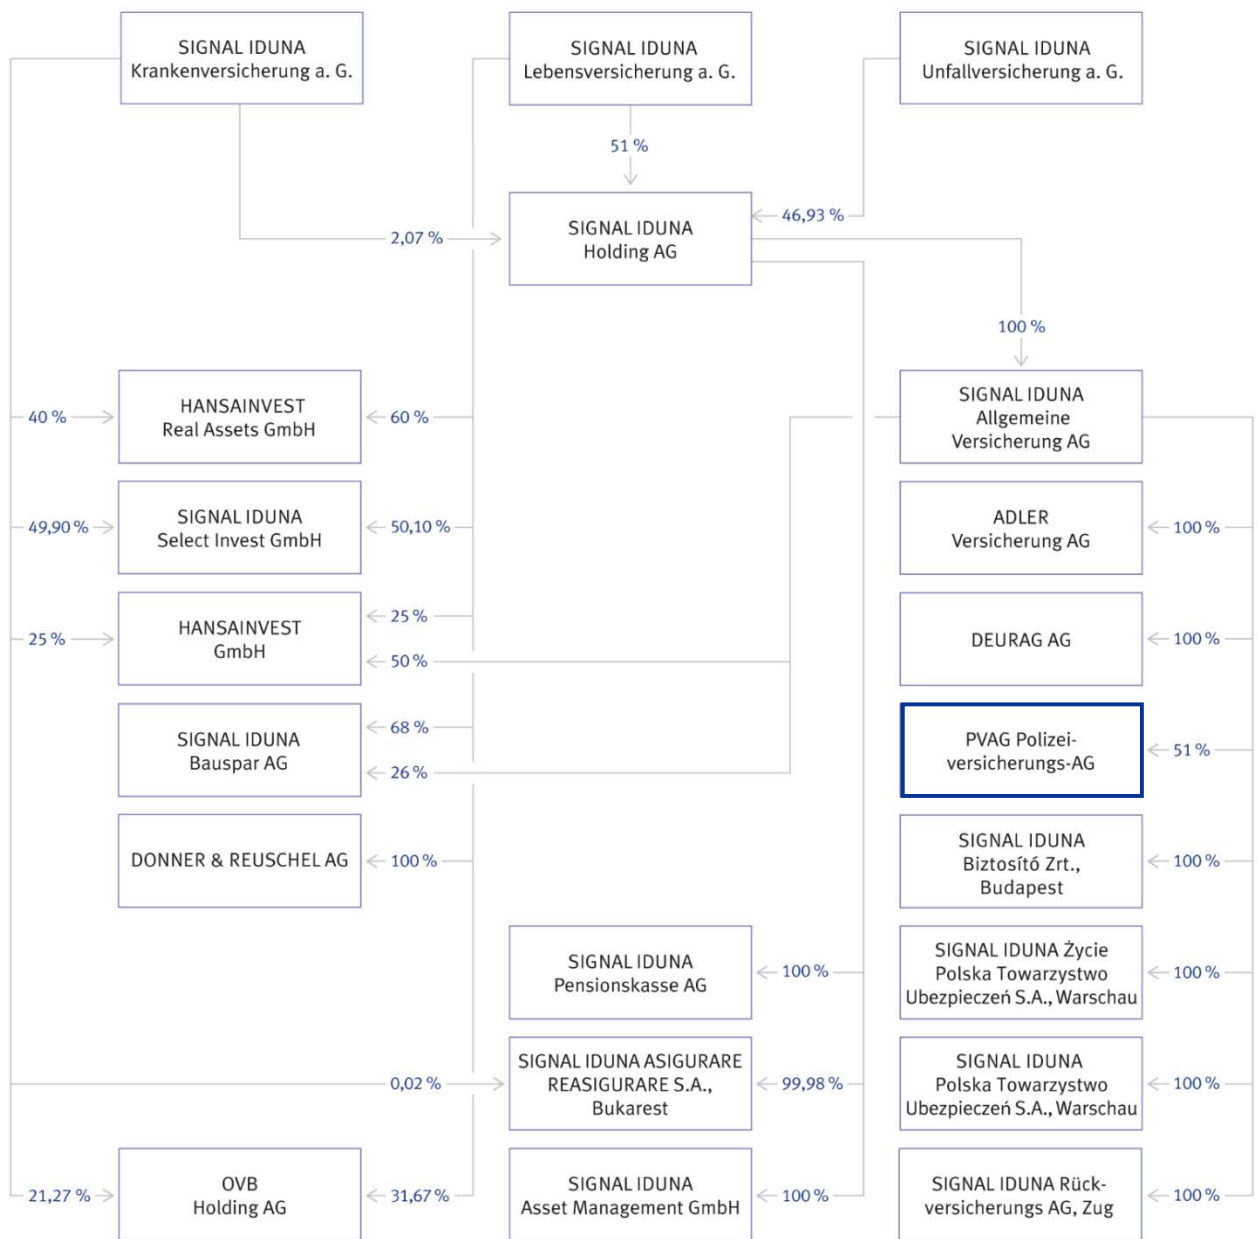 SIGNAL IDUNA
Krankenversicherung a. G.
SIGNAL IDUNA
Lebensversicherung a. G.
SIGNAL IDUNA
Unfallversicherung a. G.
51 %
46,93 %
2,07 %
SIGNAL IDUNA
Holding AG
100 %
40 %
HANSAINVEST
Real Assets GmbH
60 %
SIGNAL IDUNA
Allgemeine
Versicherung AG
49,90 %
SIGNAL IDUNA
Select Invest GmbH
50,10 %
ADLER
Versicherung AG
100 %
25 %
HANSAINVEST
GmbH
25 %
50 %
DEURAG AG
100 %
SIGNAL IDUNA
Bauspar AG
68 %
26 %
PVAG Polizei-
versicherungs-AG
51 %
DONNER & REUSCHEL AG
100 %
SIGNAL IDUNA
Biztosító Zrt.,
Budapest
100 %
SIGNAL IDUNA
Pensionskasse AG
100 %
SIGNAL IDUNA Życie
Polska Towarzystwo
Ubezpieczeń S.A., Warschau
100 %
0,02 %
SIGNAL IDUNA ASIGURARE
REASIGURARE S.A.,
Bukarest
99,98 %
SIGNAL IDUNA
Polska Towarzystwo
Ubezpieczeń S.A., Warschau
100 %
21,27 %
OVB
Holding AG
31,67 %
SIGNAL IDUNA
Asset Management GmbH
100 %
SIGNAL IDUNA Rück-
versicherungs AG, Zug
100 %